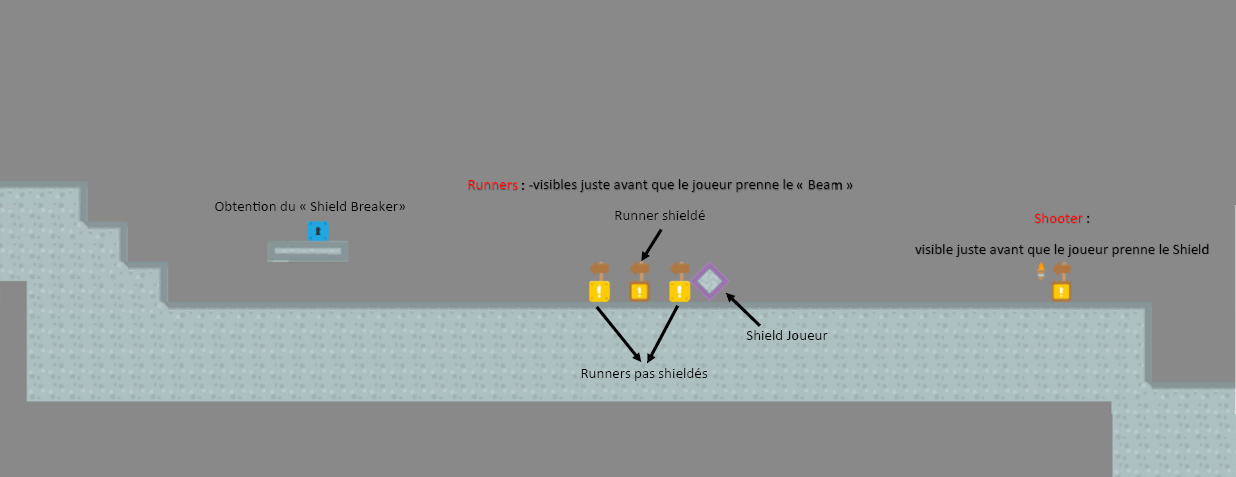 Runners : -visibles juste avant que le joueur prenne le « Beam »
Obtention du « Shield Breaker»
Runner shieldé
Shooter :
visible juste avant que le joueur prenne le Shield
Shield Joueur
Runners pas shieldés